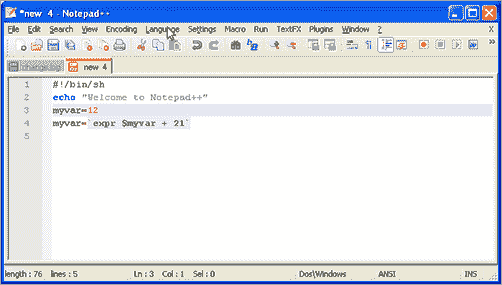 *new 4 - Notepad++
File Edit Search View Encoding Language Settings Macro Run TextFX Plugins Window ?
X
change.log new 4
1 #!/bin/sh
2 echo "Welcome to Notepad++"
3 myvar=12
4 myvar=`expr $myvar + 21`
5
length : 76 lines : 5 Ln : 3 Col : 1 Sel : 0 Dos\Windows ANSI INS